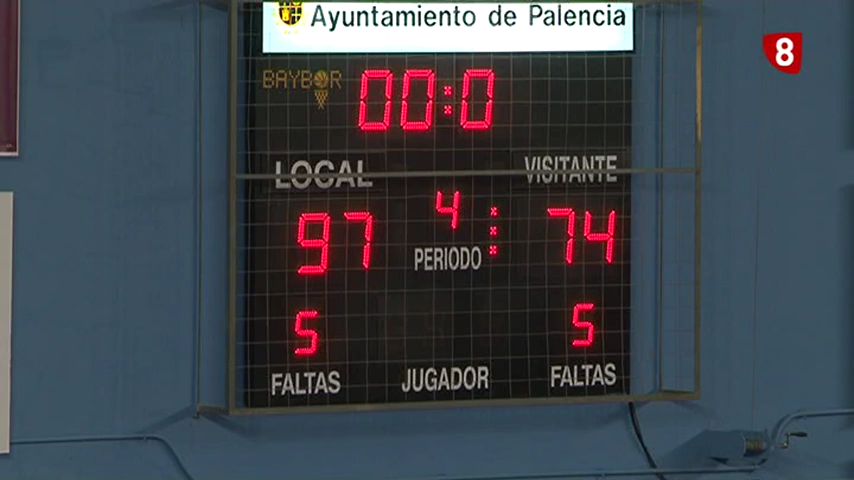 Ayuntamiento de Palencia
8
BAYBOR
00:0
LOCAL
VISITANTE
97
4
74
PERIODO
5
5
FALTAS
JUGADOR
FALTAS